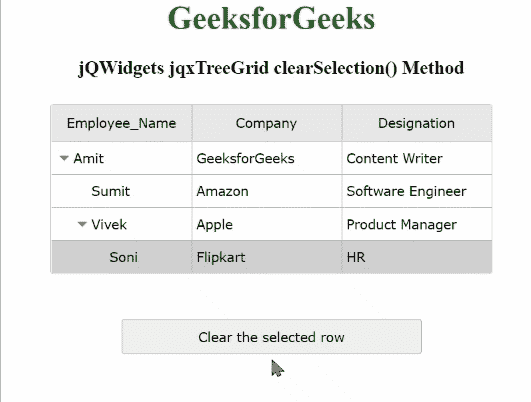 GeeksforGeeks
jQWidgets jqxTreeGrid clearSelection() Method
Employee_Name Company Designation
Amit GeeksforGeeks Content Writer
Sumit Amazon Software Engineer
Vivek Apple Product Manager
Soni Flipkart HR
Clear the selected row